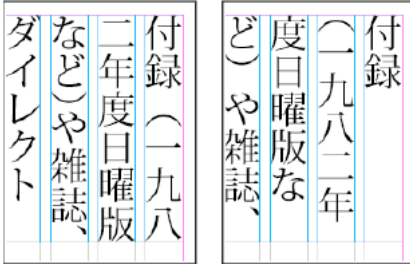 付録（一九八
二年度日曜版
など）や雑誌、
ダイレクト
付録
（一九八二年
度日曜版な
ど）や雑誌、